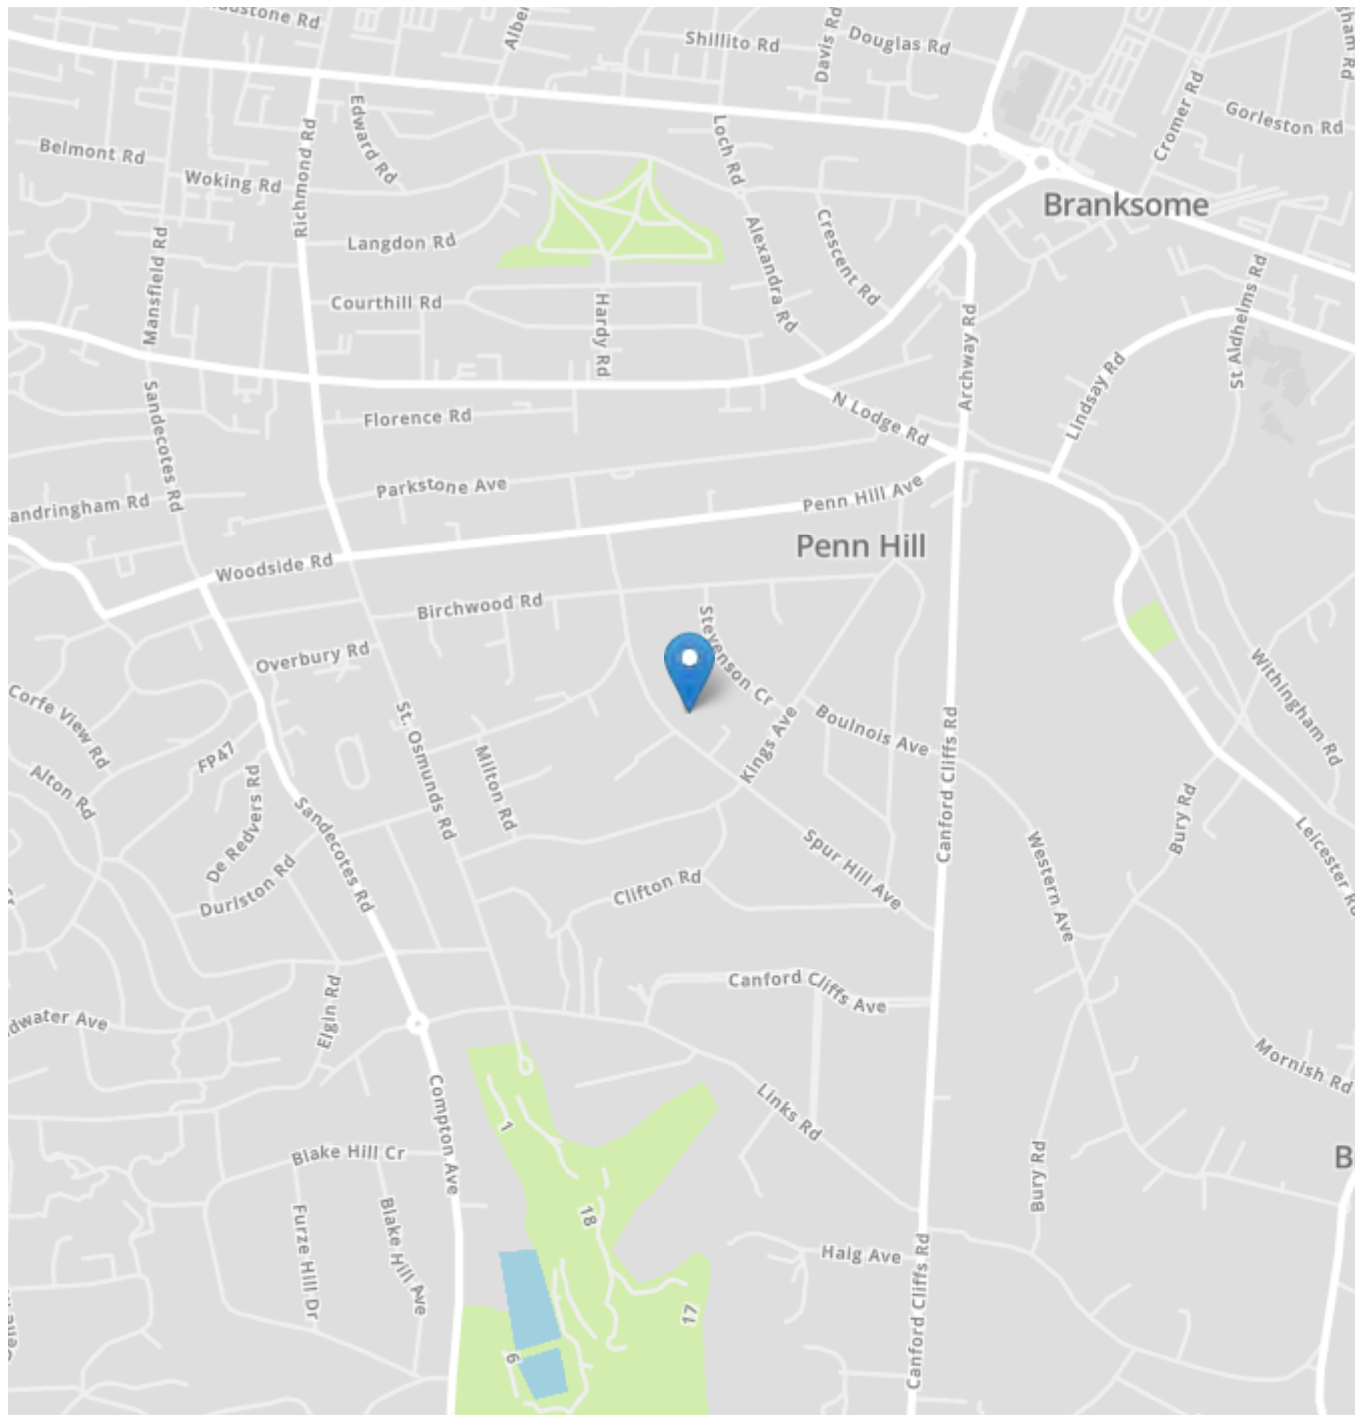 Shillito Rd
Davis Rd
Douglas Rd
Cromer Rd
Gorleston Rd
Belmont Rd
Woking Rd
Richmond Rd
Edward Rd
Loch Rd
Branksome
Mansfield Rd
Langdon Rd
Alexandra Rd
Crescent Rd
Courthill Rd
Hardy Rd
Archway Rd
St Aldhelms Rd
Lindsay Rd
Sandecotes Rd
Florence Rd
N Lodge Rd
Parkstone Ave
Penn Hill Ave
andringham Rd
Penn Hill
Woodside Rd
Birchwood Rd
Stevenson Cr
Overbury Rd
Withingham Rd
Corfe View Rd
St. Osmunds Rd
Kings Ave
Boulnois Ave
FP47
Milton Rd
Canford Cliffs Rd
Alton Rd
De Redvers Rd
Sandecotes Rd
Bury Rd
Leicester Rd
Spur Hill Ave
Western Ave
Durlston Rd
Clifton Rd
Canford Cliffs Ave
Elgin Rd
dwater Ave
Mornish Rd
Compton Ave
Links Rd
1
Blake Hill Cr
Bury Rd
B
18
Furze Hill Dr
Blake Hill Ave
Haig Ave
Canford Cliffs Rd
17
6